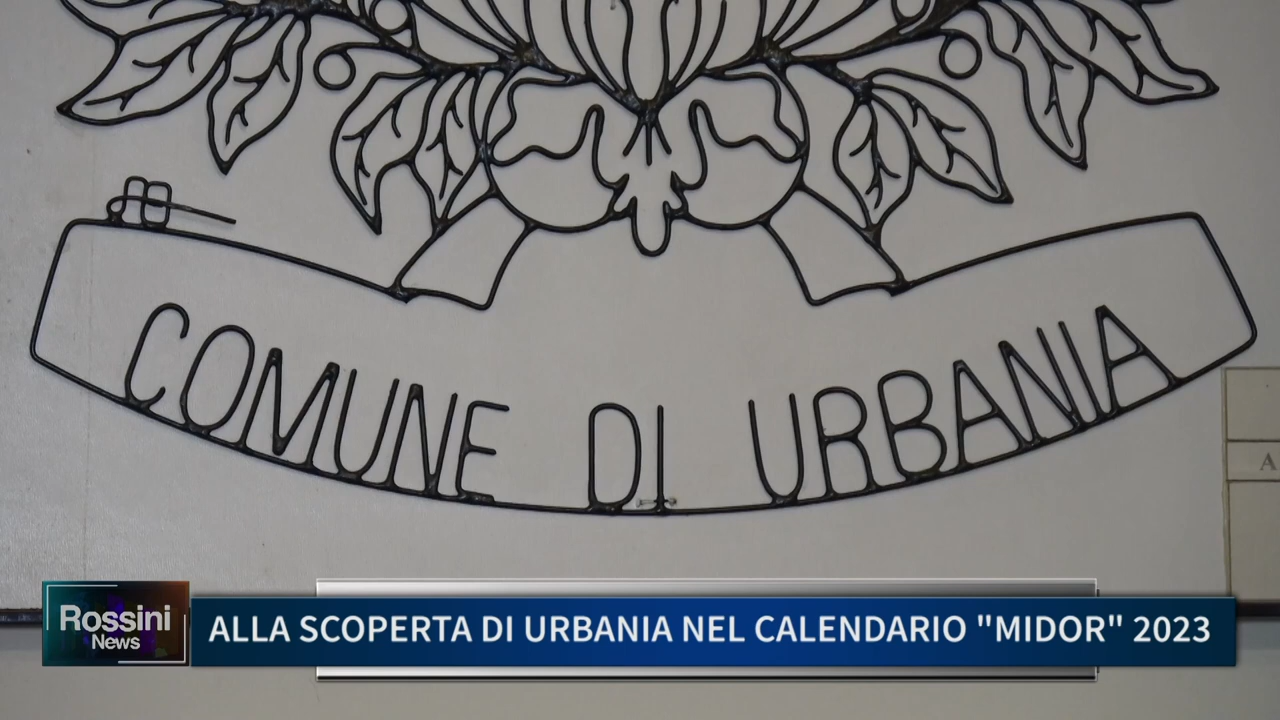 COMUNE DI URBANIA
A
Rossini
News
ALLA SCOPERTA DI URBANIA NEL CALENDARIO "MIDOR" 2023